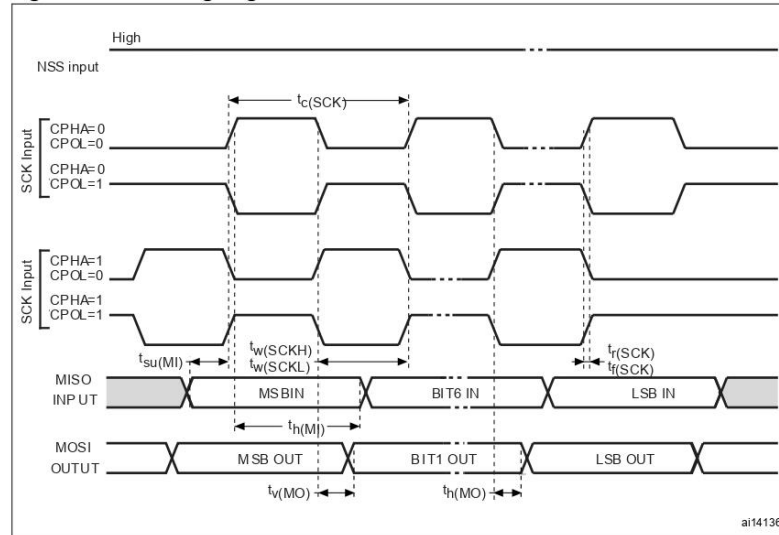 High
NSS input
tc(SCK)
SCK Input
CPHA=0
CPOL=0
CPHA=0
CPOL=1
SCK Input
CPHA=1
CPOL=0
CPHA=1
CPOL=1
tsu(MI)
tw(SCKH)
tw(SCKL)
tr(SCK)
tf(SCK)
MISO
INPUT
MSBIN
BIT6 IN
LSB IN
th(MI)
MOSI
OUTUT
MSB OUT
BIT1 OUT
LSB OUT
tv(MO)
th(MO)
ai14136